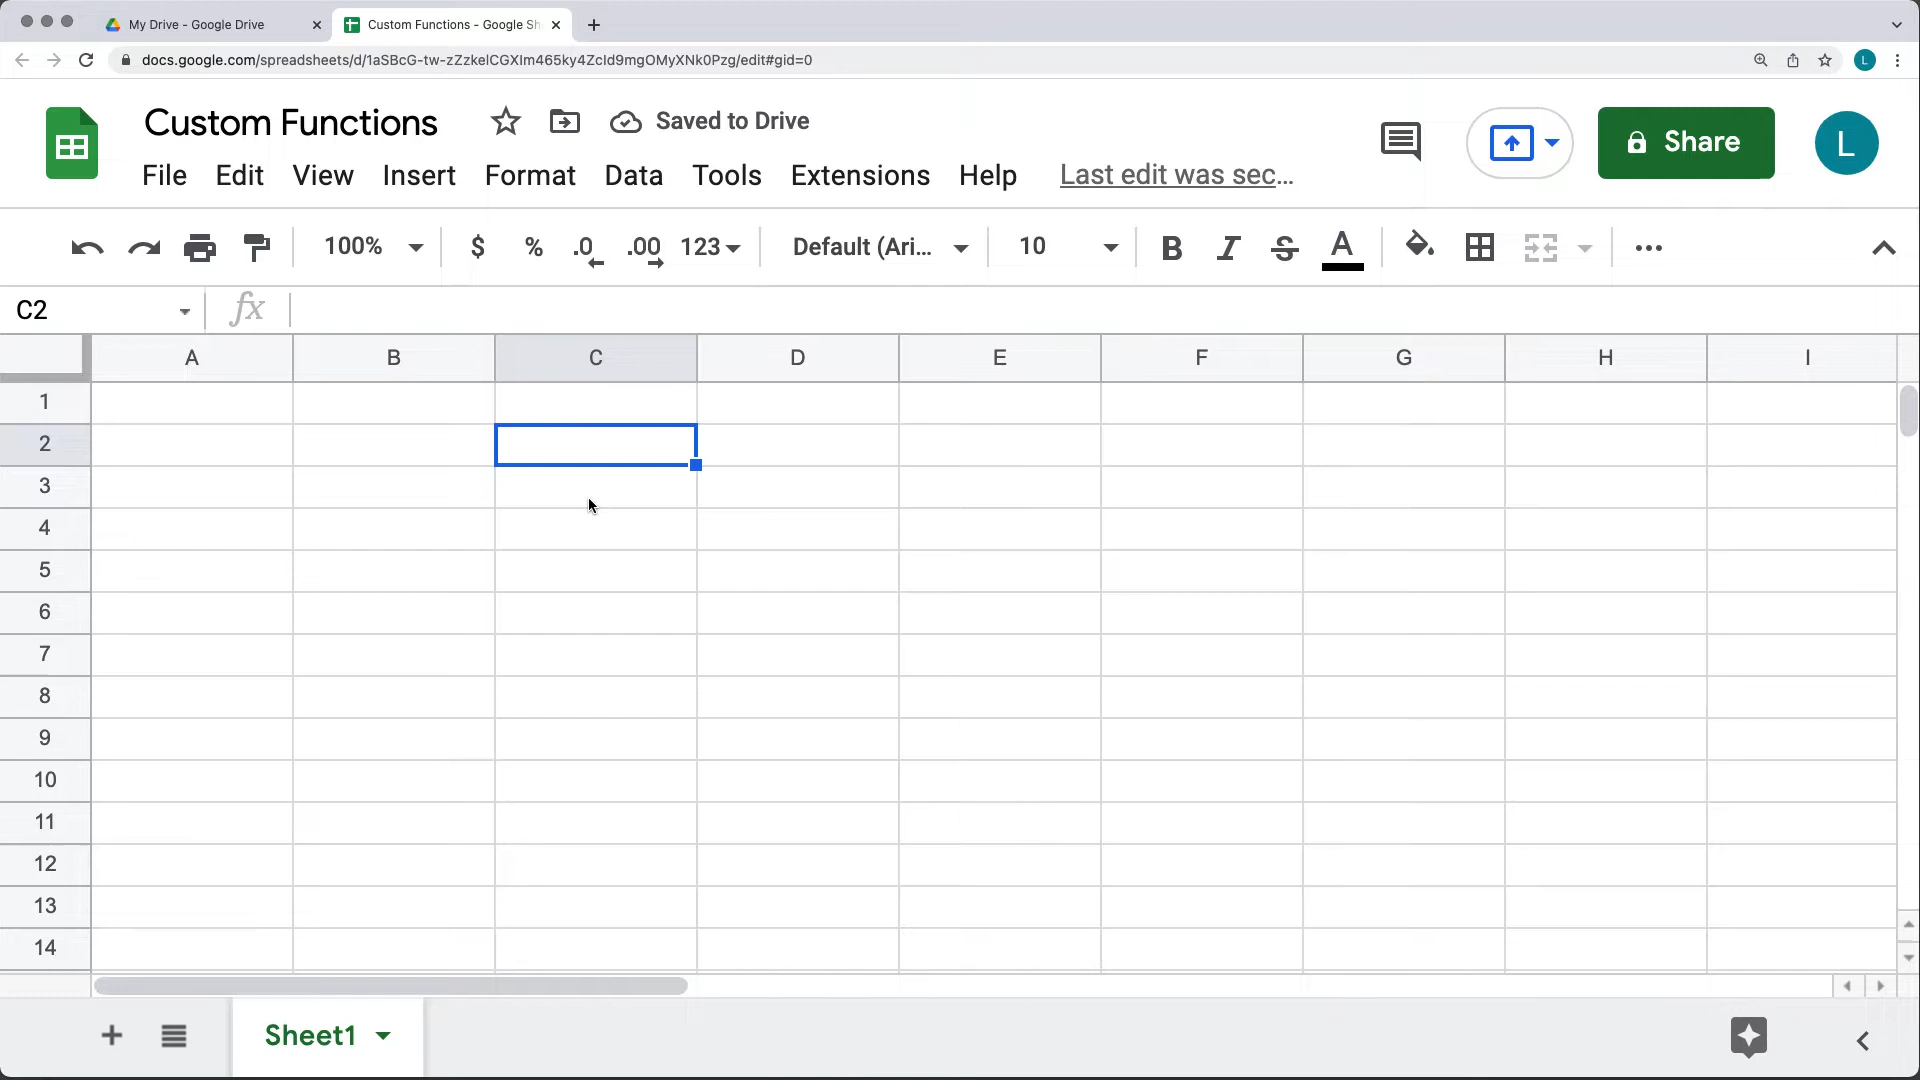 My Drive - Google Drive
Custom Functions - Google Sh
docs.google.com/spreadsheets/d/1aSBcG-tw-zZzkelCGXIm465ky4Zcld9mgOMyXNk0Pzg/edit#gid=0
L
Custom Functions
Saved to Drive
Share
L
File Edit View Insert Format Data Tools Extensions Help Last edit was sec...
100% $ % .0 .00 123 Default (Ari... 10 B I S A
C2 fx
A B C D E F G H I
1
2
3
4
5
6
7
8
9
10
11
12
13
14
Sheet1